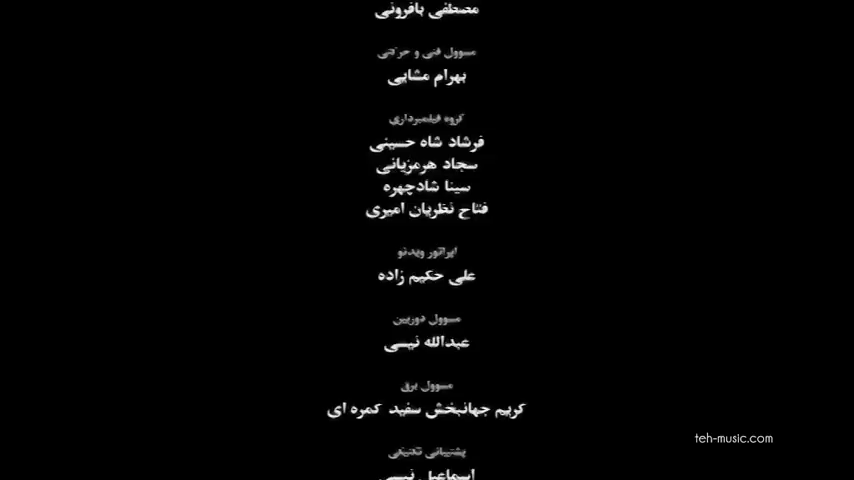 مصطفی بافرونی
مسوول فنی و حرکتی
بهرام مشایی
گروه فیلمبرداری
فرشاد شاه حسینی
سجاد هرمزیانی
سینا شادچهره
فتاح نظریان امیری
اپراتور ویدئو
علی حکیم زاده
مسوول دوربین
عبدالله نیسی
مسوول برق
کریم جهانبخش سفید کمره ای
teh-music.com
پشتیبانی
اسماعیل نیسی